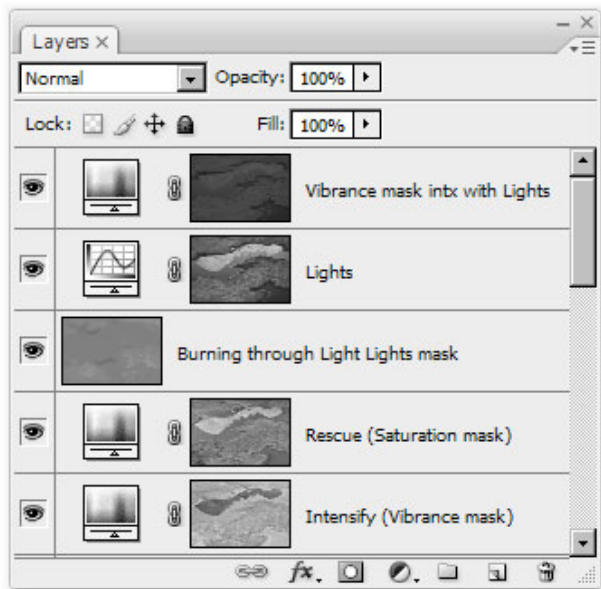 Layers ×
Normal Opacity: 100%
Lock: Fill: 100%
Vibrance mask intx with Lights
Lights
Burning through Light Lights mask
Rescue (Saturation mask)
Intensify (Vibrance mask)
fx.